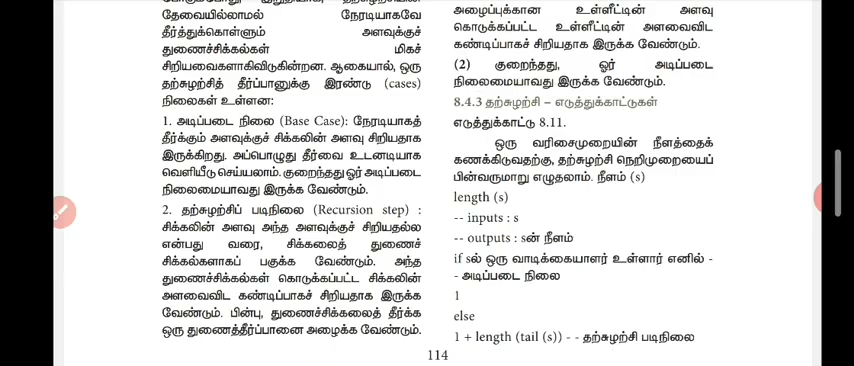 தேவையில்லாமல் நேரடியாகவே
தீர்த்துக்கொள்ளும் அளவுக்குச்
துணைச்சிக்கல்கள் மிகச்
சிறியவைகளாகிவிடுகின்றன. ஆகையால், ஒரு
தற்சுழற்சித் தீர்ப்பானுக்கு இரண்டு (cases)
நிலைகள் உள்ளன:
1. அடிப்படை நிலை (Base Case): நேரடியாகத்
தீர்க்கும் அளவுக்குச் சிக்கலின் அளவு சிறியதாக
இருக்கிறது. அப்பொழுது தீர்வை உடனடியாக
வெளியீடு செய்யலாம். குறைந்தது ஓர் அடிப்படை
நிலைமையாவது இருக்க வேண்டும்.
2. தற்சுழற்சிப் படிநிலை (Recursion step) :
சிக்கலின் அளவு அந்த அளவுக்குச் சிறியதல்ல
என்பது வரை, சிக்கலைத் துணைச்
சிக்கல்களாகப் பகுக்க வேண்டும். அந்த
துணைச்சிக்கல்கள் கொடுக்கப்பட்ட சிக்கலின்
அளவைவிட கண்டிப்பாகச் சிறியதாக இருக்க
வேண்டும். பின்பு, துணைச்சிக்கலைத் தீர்க்க
ஒரு துணைத்தீர்ப்பானை அழைக்க வேண்டும்.
அழைப்புக்கான உள்ளீட்டின் அளவு
கொடுக்கப்பட்ட உள்ளீட்டின் அளவைவிட
கண்டிப்பாகச் சிறியதாக இருக்க வேண்டும்.
(2) குறைந்தது, ஓர் அடிப்படை
நிலைமையாவது இருக்க வேண்டும்.
8.4.3 தற்சுழற்சி – எடுத்துக்காட்டுகள்
எடுத்துக்காட்டு 8.11.
ஒரு வரிசைமுறையின் நீளத்தைக்
கணக்கிடுவதற்கு, தற்சுழற்சி நெறிமுறையைப்
பின்வருமாறு எழுதலாம். நீளம் (s)
length (s)
-- inputs : s
-- outputs : sன் நீளம்
if sல் ஒரு வாடிக்கையாளர் உள்ளார் எனில் -
- அடிப்படை நிலை
1
else
1 + length (tail (s)) - - தற்சுழற்சி படிநிலை
114